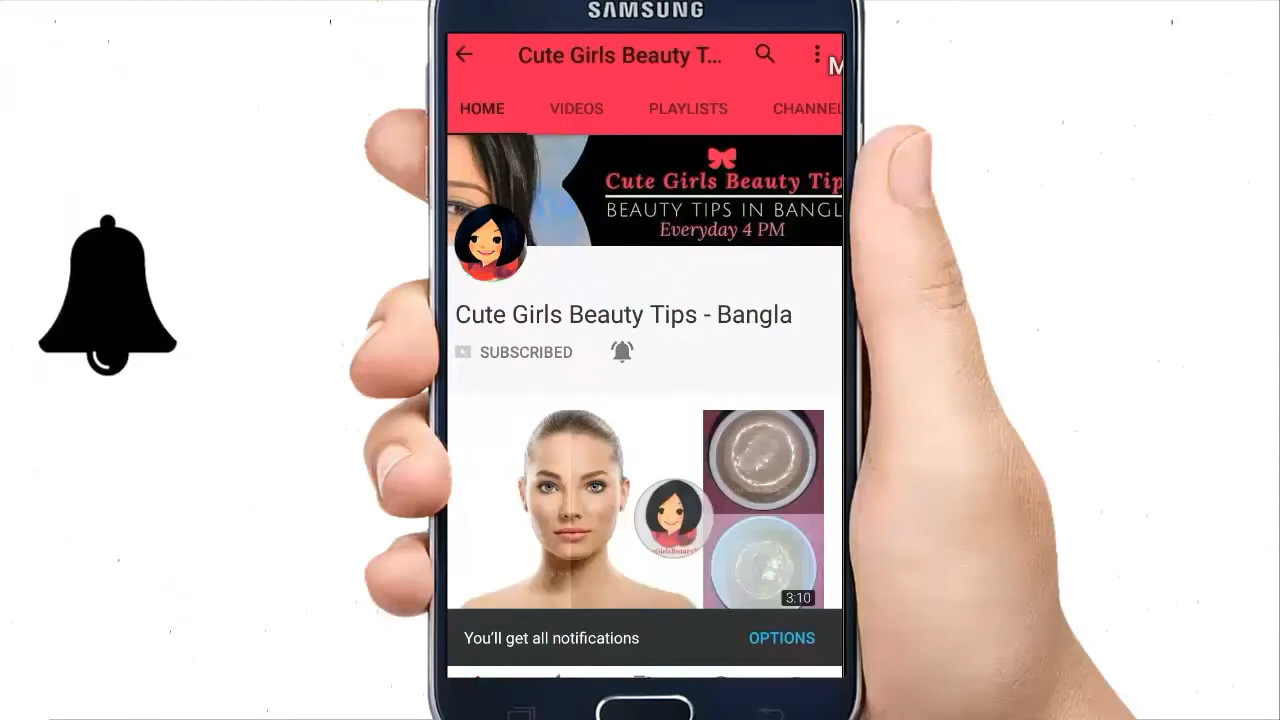 SAMSUNG
Cute Girls Beauty T...
M
HOME VIDEOS PLAYLISTS CHANNEL
Cute Girls Beauty Tip
BEAUTY TIPS IN BANGL
Everyday 4 PM
Cute Girls Beauty Tips - Bangla
SUBSCRIBED
3:10
You'll get all notifications OPTIONS